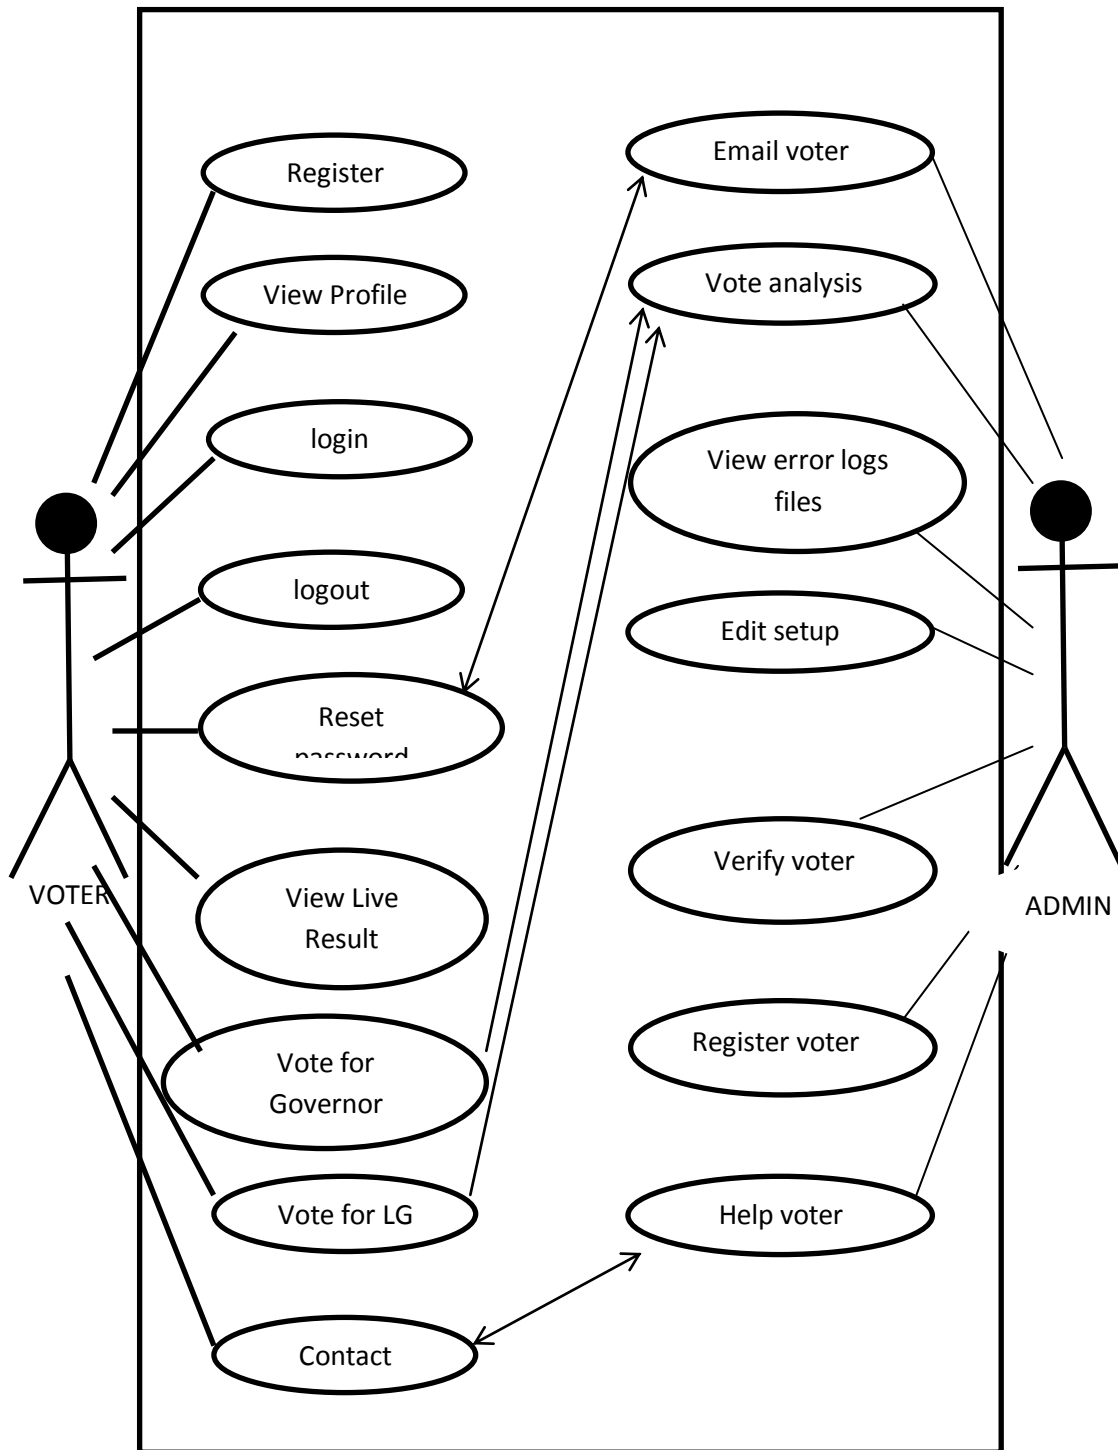 Register
View Profile
login
logout
Reset
View Live
Result
Vote for
Governor
Vote for LG
Contact
VOTER
Email voter
Vote analysis
View error logs
files
Edit setup
Verify voter
Register voter
Help voter
ADMIN